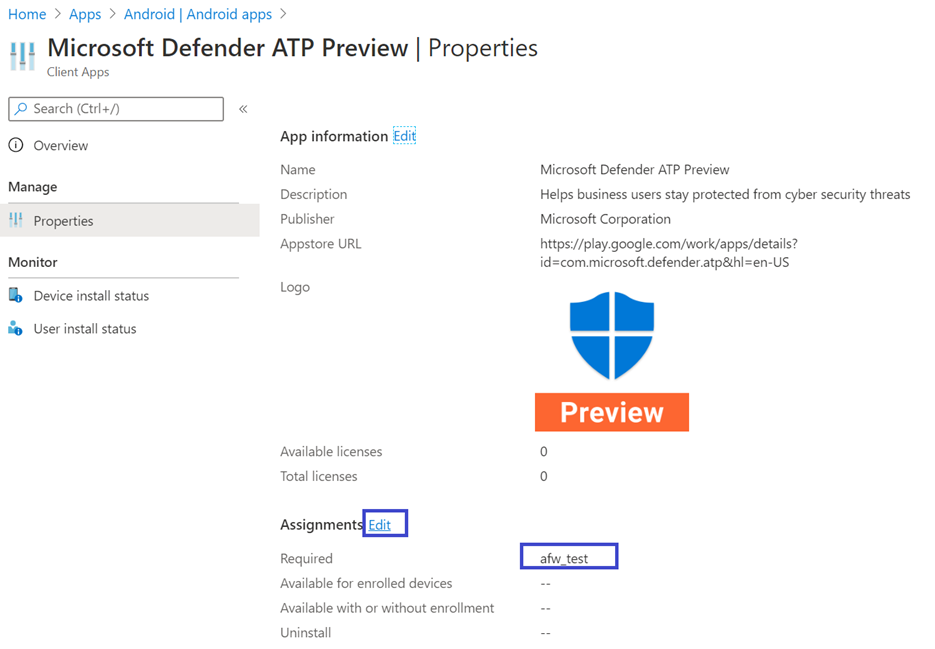 Home > Apps > Android | Android apps >
Microsoft Defender ATP Preview | Properties
Client Apps
Search (Ctrl+/)
«
Overview
Manage
Properties
Monitor
Device install status
User install status
App information Edit
Name Microsoft Defender ATP Preview
Description Helps business users stay protected from cyber security threats
Publisher Microsoft Corporation
Appstore URL https://play.google.com/work/apps/details?
id=com.microsoft.defender.atp&hl=en-US
Logo
Preview
Available licenses 0
Total licenses 0
Assignments Edit
Required afw_test
Available for enrolled devices --
Available with or without enrollment --
Uninstall --